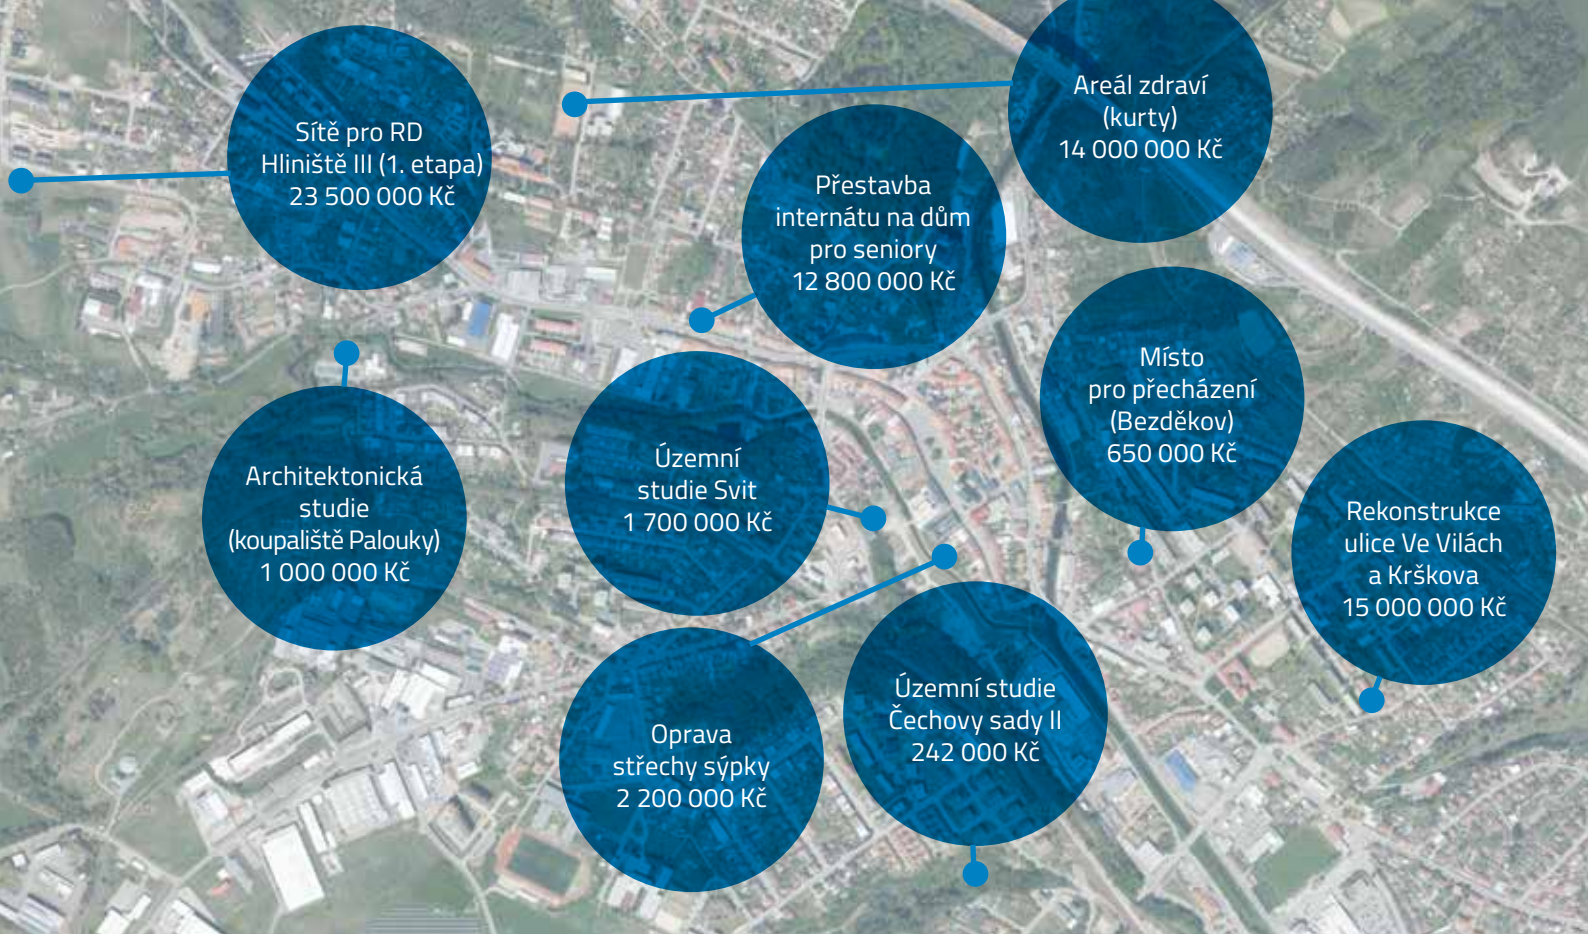 Sítě pro RD
Hliniště III (1. etapa)
23 500 000 Kč
Areál zdraví
(kurty)
14 000 000 Kč
Přestavba
internátu na dům
pro seniory
12 800 000 Kč
Místo
pro přecházení
(Bezděkov)
650 000 Kč
Architektonická
studie
(koupaliště Palouky)
1 000 000 Kč
Územní
studie Svit
1 700 000 Kč
Rekonstrukce
ulice Ve Vilách
a Krškova
15 000 000 Kč
Oprava
střechy sýpky
2 200 000 Kč
Územní studie
Čechovy sady II
242 000 Kč